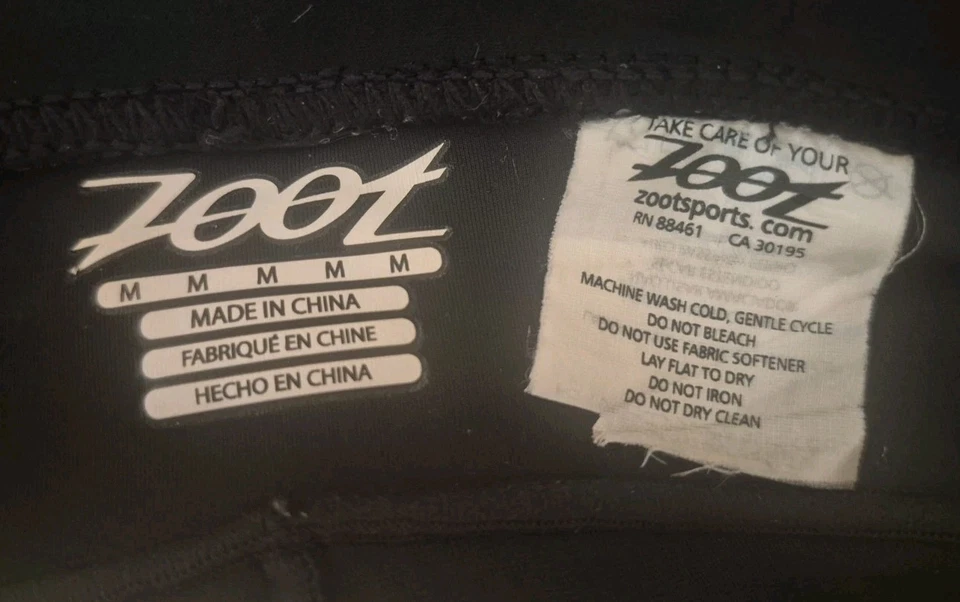 ZOOT
M M M M M
MADE IN CHINA
FABRIQUÉ EN CHINE
HECHO EN CHINA
TAKE CARE OF YOUR
ZOOT
zootsports. com
RN 88461 CA 30195
MACHINE WASH COLD, GENTLE CYCLE
DO NOT BLEACH
DO NOT USE FABRIC SOFTENER
LAY FLAT TO DRY
DO NOT IRON
DO NOT DRY CLEAN